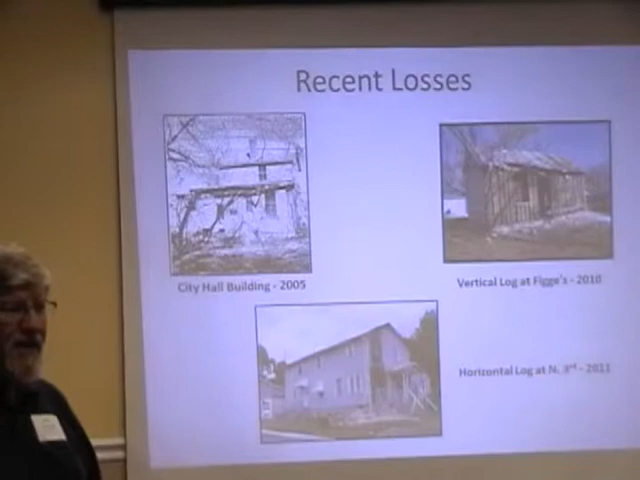 Recent Losses
City Hall Building - 2005
Vertical Log at Figge's - 2010
Horizontal Log at N. 3rd - 2011